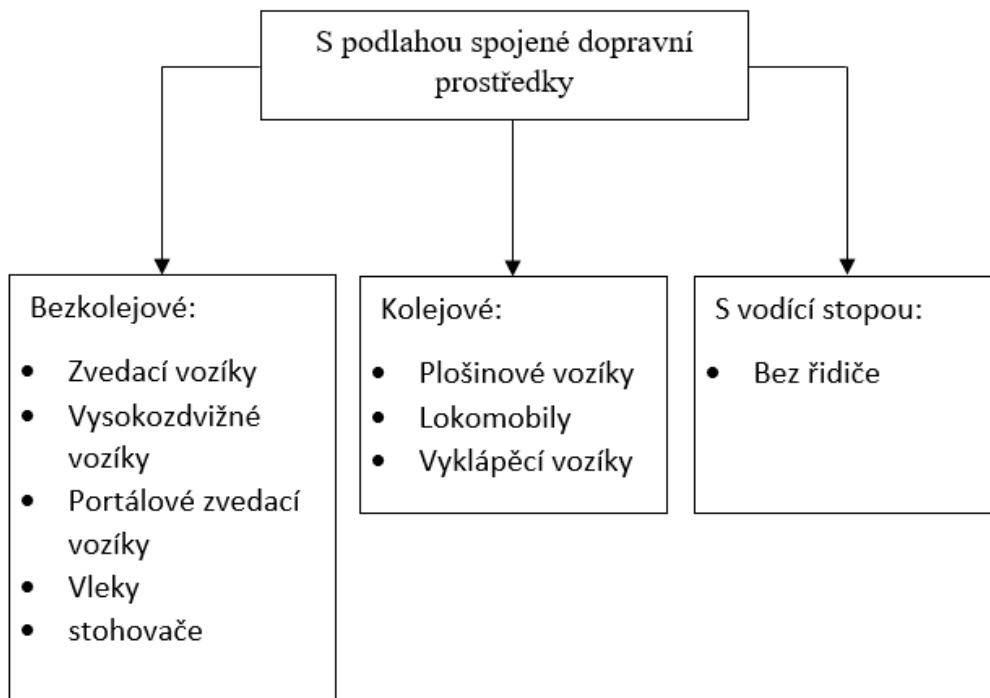 S podlahou spojené dopravní
prostředky
Bezkolejové:
• Zvedací vozíky
• Vysokozdvižné
vozíky
• Portálové zvedací
vozíky
• Vleky
• stohovače
Kolejové:
• Plošinové vozíky
• Lokomobily
• Vyklápěcí vozíky
S vodící stopou:
• Bez řidiče